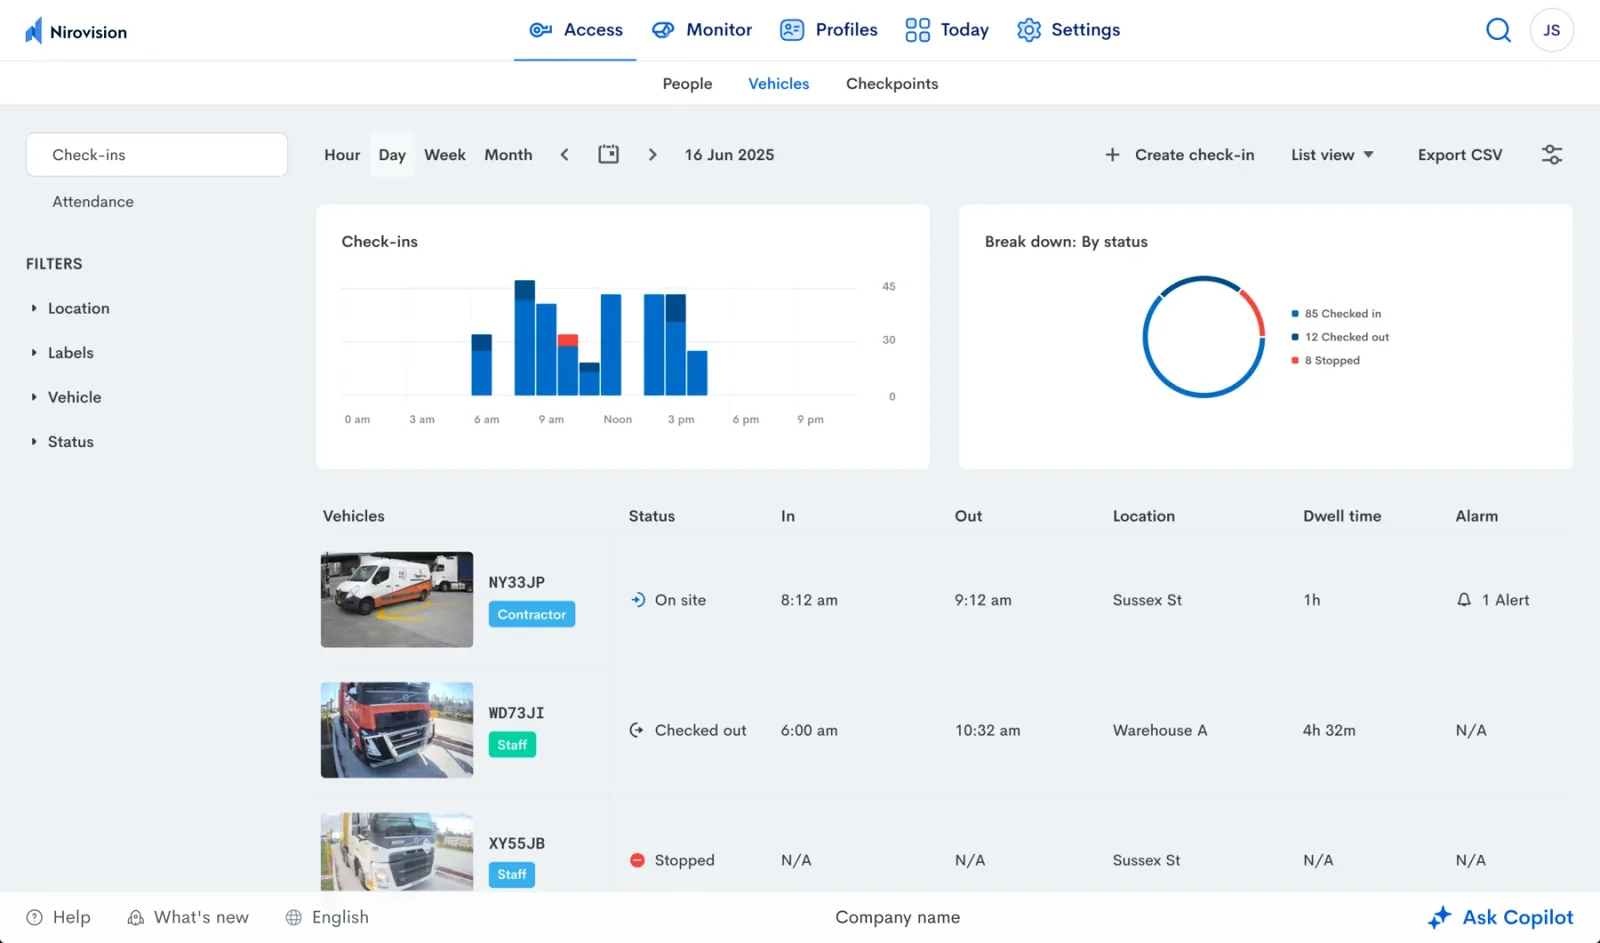 Nirovision
Access
Monitor
Profiles
Today
Settings
JS
People
Vehicles
Checkpoints
Check-ins
Attendance
FILTERS
Location
Labels
Vehicle
Status
Hour
Day
Week
Month
16 Jun 2025
Create check-in
List view
Export CSV
Check-ins
45
30
0
0 am
3 am
6 am
9 am
Noon
3 pm
6 pm
9 pm
Break down: By status
85 Checked in
12 Checked out
8 Stopped
Vehicles
Status
In
Out
Location
Dwell time
Alarm
NY33JP
Contractor
On site
8:12 am
9:12 am
Sussex St
1h
1 Alert
WD73JI
Staff
Checked out
6:00 am
10:32 am
Warehouse A
4h 32m
N/A
XY55JB
Staff
Stopped
N/A
N/A
Sussex St
N/A
N/A
Help
What's new
English
Company name
Ask Copilot